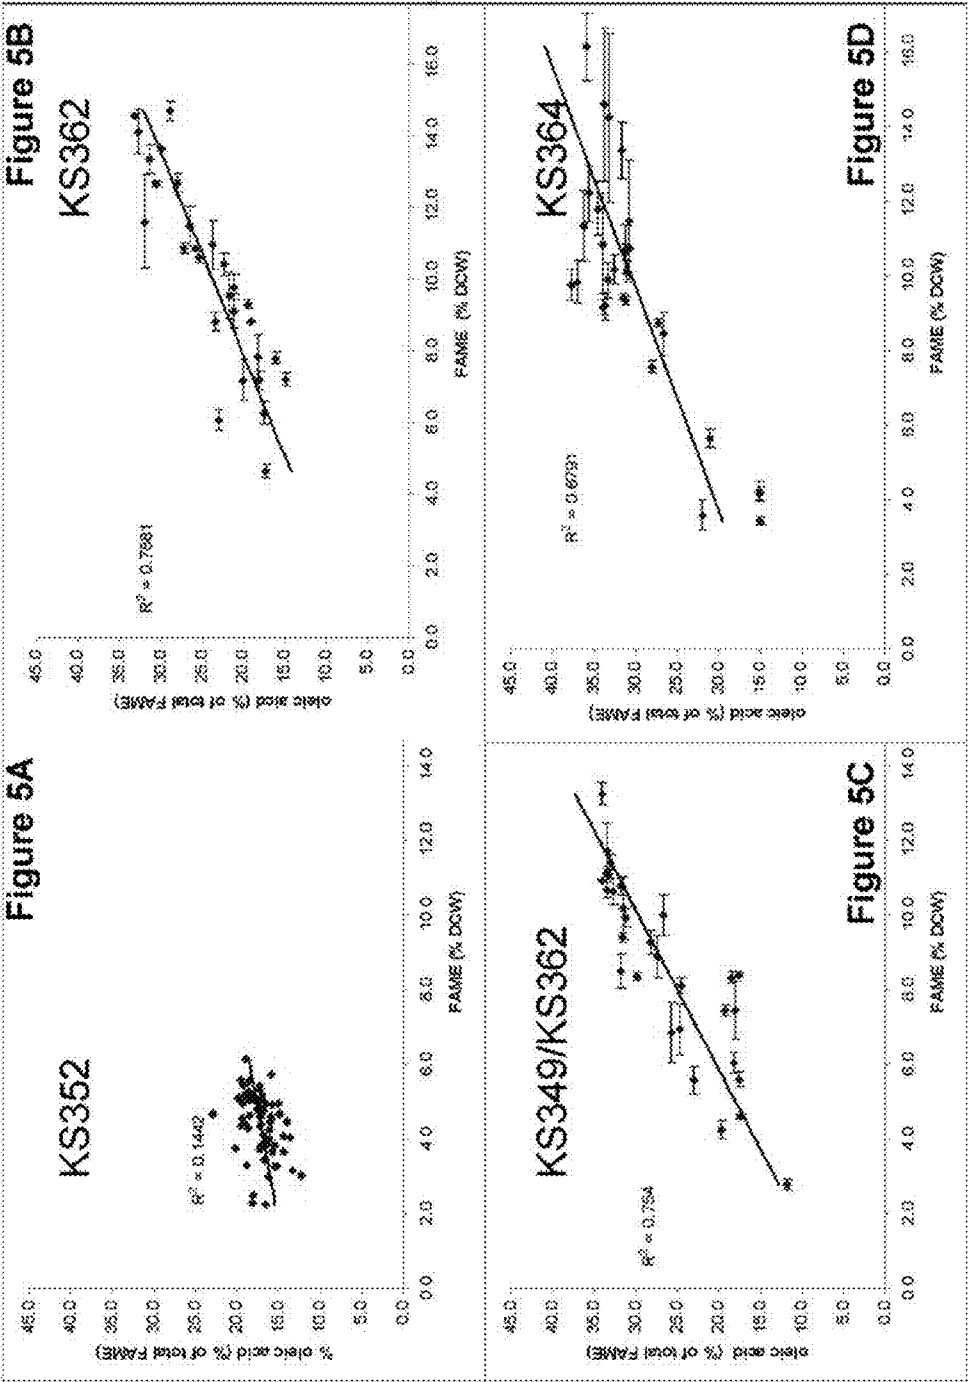 Figure 5A
KS352
R² = 0.1442
% oleic acid (% of total FAME)
45.0
40.0
35.0
30.0
25.0
20.0
15.0
10.0
5.0
0.0
0.0 2.0 4.0 6.0 8.0 10.0 12.0 14.0
FAME (% DCW)
Figure 5B
KS362
R² = 0.7881
oleic aicd (% of total FAME)
45.0
40.0
35.0
30.0
25.0
20.0
15.0
10.0
5.0
0.0
0.0 2.0 4.0 6.0 8.0 10.0 12.0 14.0 16.0
FAME (% DCW)
KS349/KS362
R² = 0.754
oleic acid (% of total FAME)
45.0
40.0
35.0
30.0
25.0
20.0
15.0
10.0
5.0
0.0
0.0 2.0 4.0 6.0 8.0 10.0 12.0 14.0
FAME (% DCW)
Figure 5C
KS364
R² = 0.6791
oleic acid (% of total FAME)
45.0
40.0
35.0
30.0
25.0
20.0
15.0
10.0
5.0
0.0
0.0 2.0 4.0 6.0 8.0 10.0 12.0 14.0 16.0
FAME (% DCW)
Figure 5D